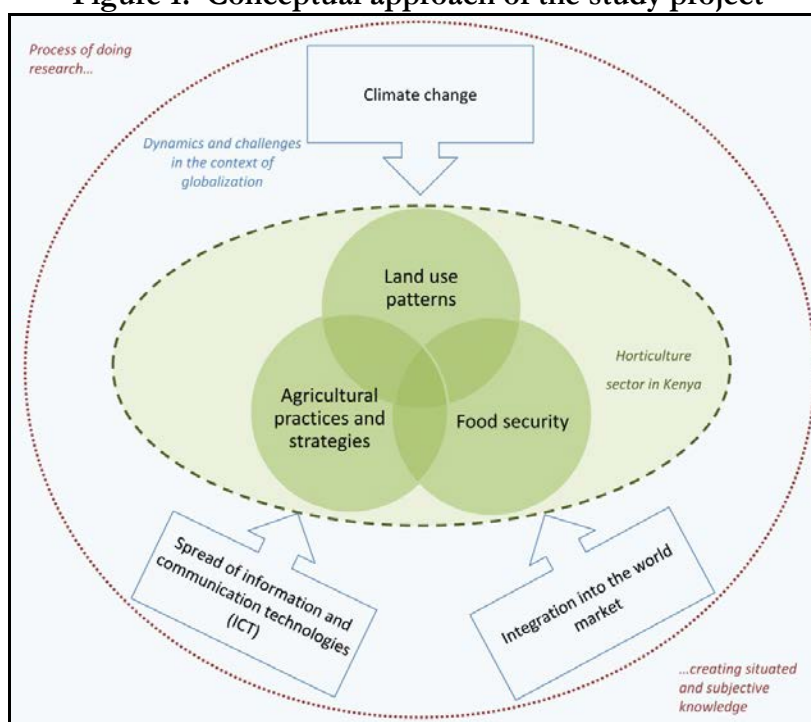 Figure 1. Conceptual approach of the study project
Process of doing
research...
Climate change
Dynamics and challenges
in the context of
globalization
Land use
patterns
Horticulture
sector in Kenya
Agricultural
practices and
strategies
Food security
Spread of information and
communication technologies
(ICT)
Integration into the world
market
...creating situated
and subjective
knowledge